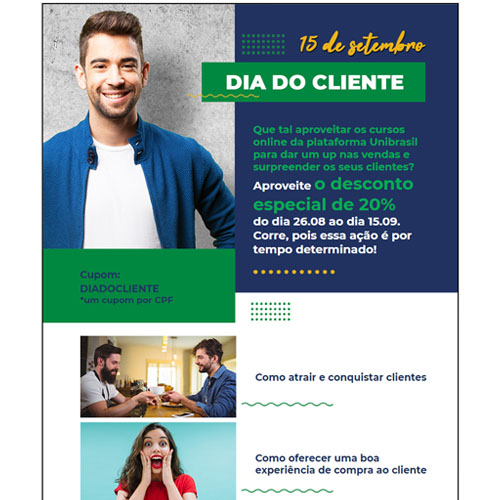 15 de setembro
DIA DO CLIENTE
Que tal aproveitar os cursos
online da plataforma Unibrasil
para dar um up nas vendas e
surpreender os seus clientes?
Aproveite o desconto
especial de 20%
do dia 26.08 ao dia 15.09.
Corre, pois essa ação é por
tempo determinado!
Cupom:
DIADOCLIENTE
*um cupom por CPF
Como atrair e conquistar clientes
Como oferecer uma boa
experiência de compra ao cliente